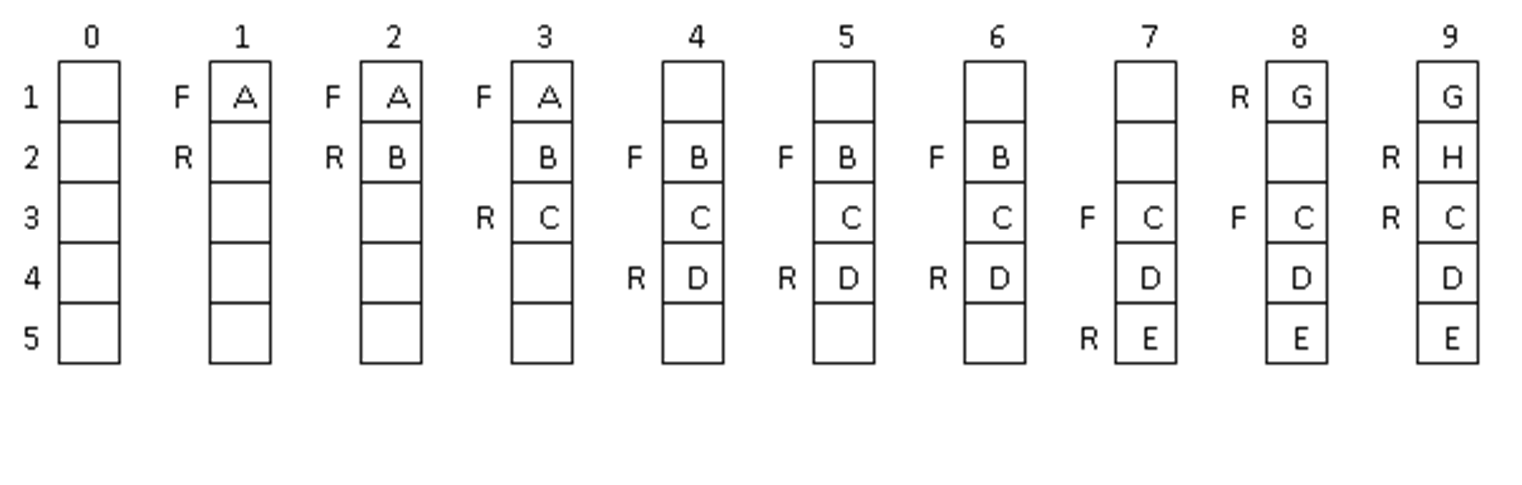 0 1 2 3 4 5 6 7 8 9
1 F A F A F A R G G
2 R R B B F B F B F B R H
3 R C C C C F C F C R C
4 R D R D R D D D D
5 R E E E